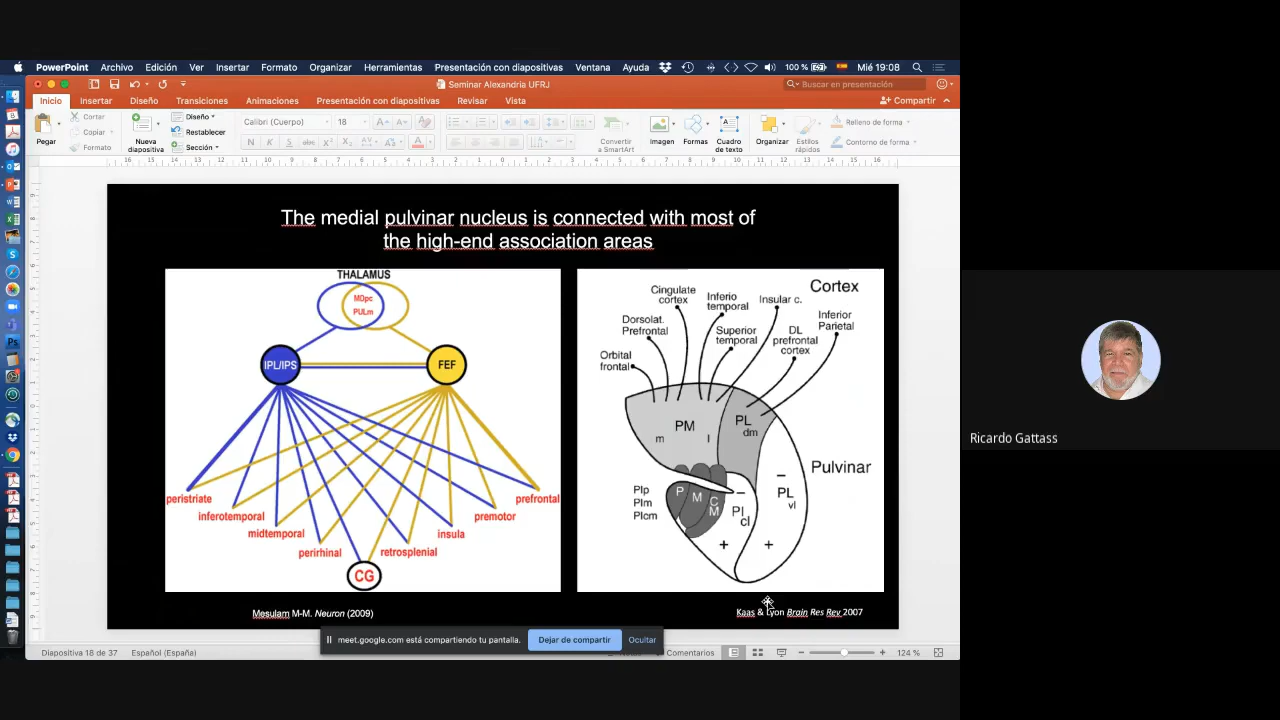 PowerPoint Archivo Edición Ver Insertar Formato Organizar Herramientas Presentación con diapositivas Ventana Ayuda 100 % Mié 19:08
Seminar Alexandria UFRJ
Buscar en presentación
Inicio Insertar Diseño Transiciones Animaciones Presentación con diapositivas Revisar Vista
Compartir
Pegar
Cortar
Copiar
Formato
Nueva diapositiva
Diseño
Restablecer
Sección
Calibri (Cuerpo) 18
Convertir a SmartArt
Imagen
Formas
Cuadro de texto
Organizar
Estilos rápidos
Relleno de forma
Contorno de forma
The medial pulvinar nucleus is connected with most of
the high-end association areas
THALAMUS
MDpc
PULm
IPL/IPS
FEF
peristriate
inferotemporal
midtemporal
perirhinal
CG
retrosplenial
insula
premotor
prefrontal
Mesulam M-M. Neuron (2009)
Cortex
Orbital
frontal
Dorsolat.
Prefrontal
Cingulate
cortex
Inferio
temporal
Superior
temporal
Insular c.
DL
prefrontal
cortex
Inferior
Parietal
PM
m
l
PL
dm
Pulvinar
PIp
PIm
PIcm
P
M
C
M
PI
cl
PL
vl
–
–
+
+
Kaas & Lyon Brain Res Rev 2007
meet.google.com está compartiendo tu pantalla. Dejar de compartir Ocultar
Diapositiva 18 de 37 Español (España) Comentarios 124 %
Ricardo Gattass